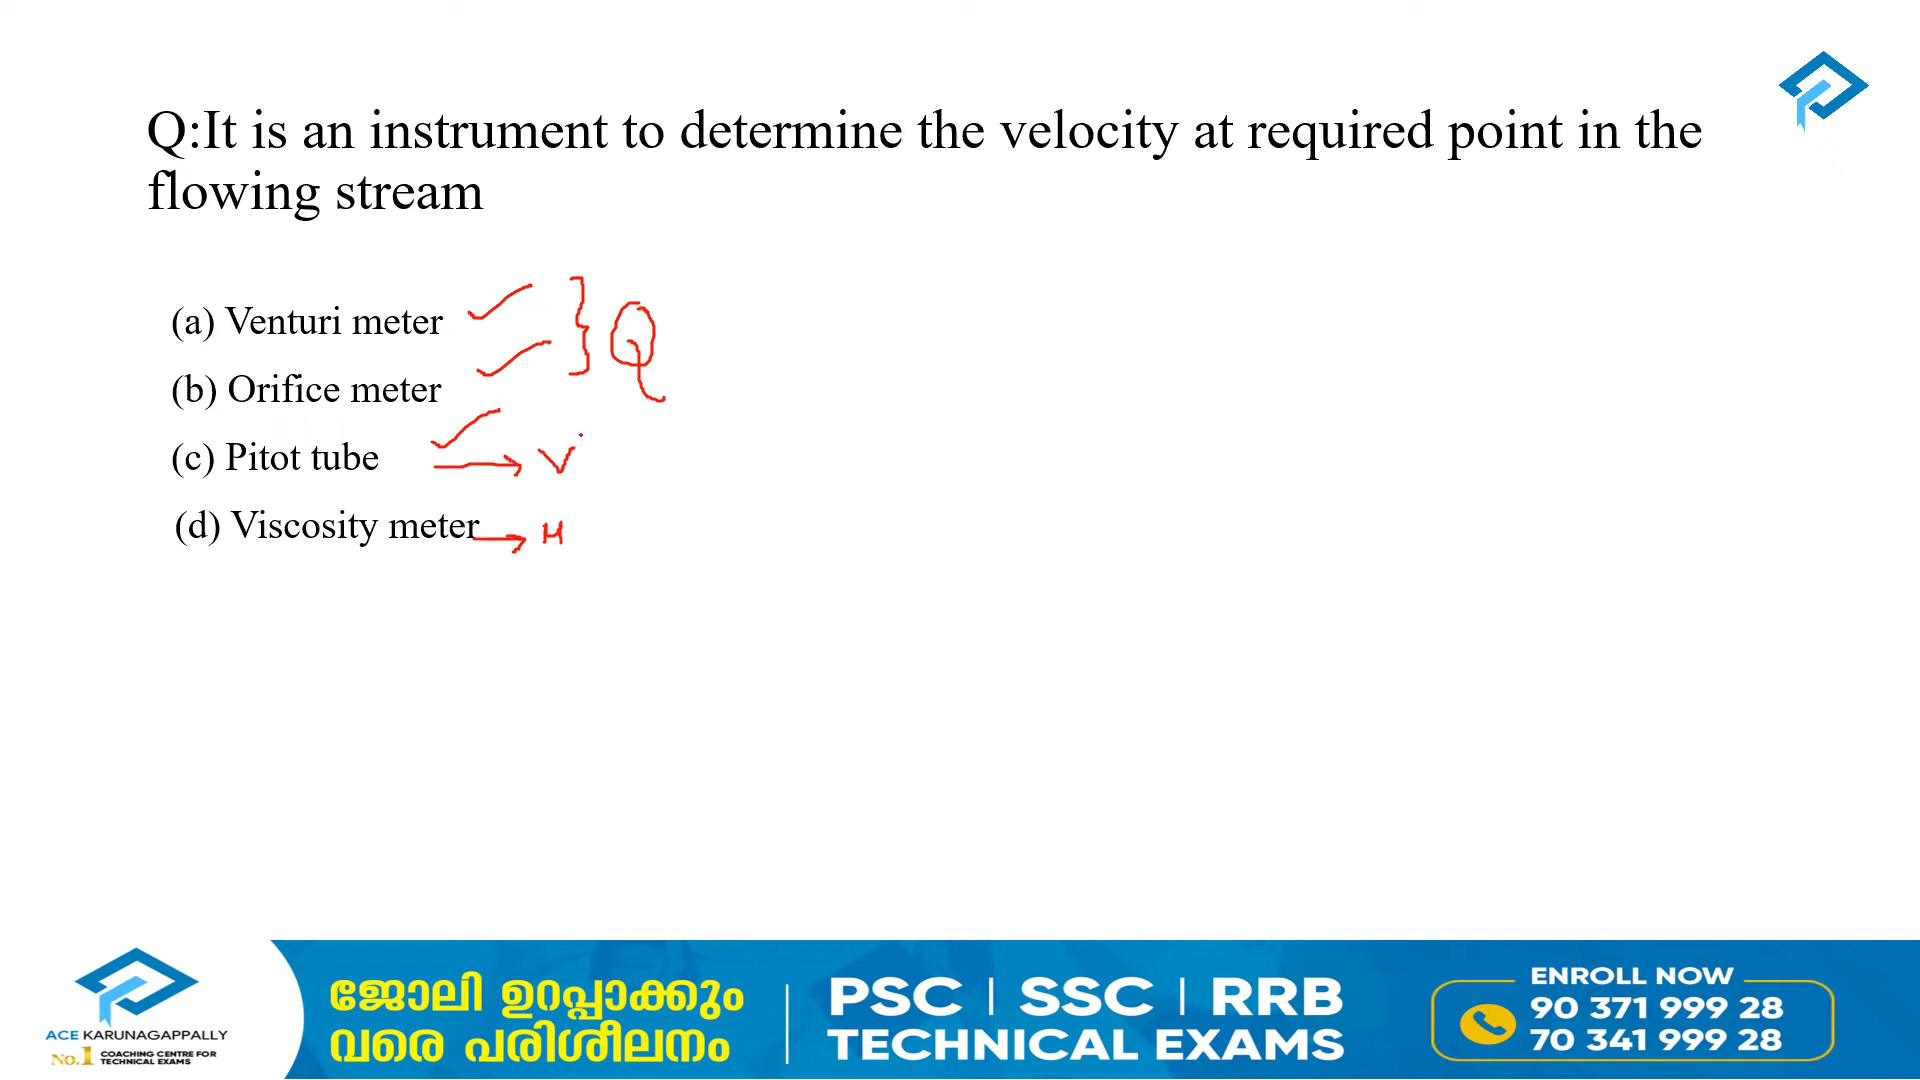 Q:It is an instrument to determine the velocity at required point in the
flowing stream
(a) Venturi meter
(b) Orifice meter
Q
(c) Pitot tube
V
(d) Viscosity meter
μ
ACE KARUNAGAPPALLY
No.1 COACHING CENTRE FOR
TECHNICAL EXAMS
ജോലി ഉറപ്പാക്കും
വരെ പരിശീലനം
PSC | SSC | RRB
TECHNICAL EXAMS
ENROLL NOW
90 371 999 28
70 341 999 28